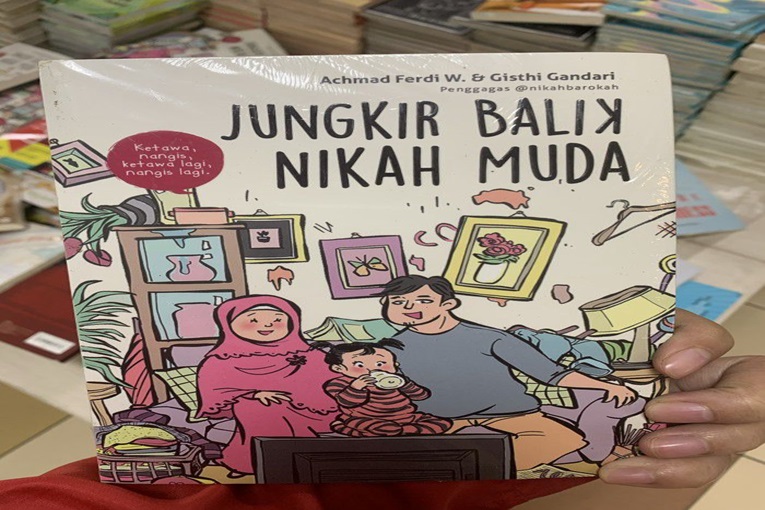 Achmad Ferdi W. & Gisthi Gandari
Penggagas @nikahbarokah
JUNGKIR BALIK
NIKAH MUDA
Ketawa,
nangis,
ketawa lagi,
nangis lagi.